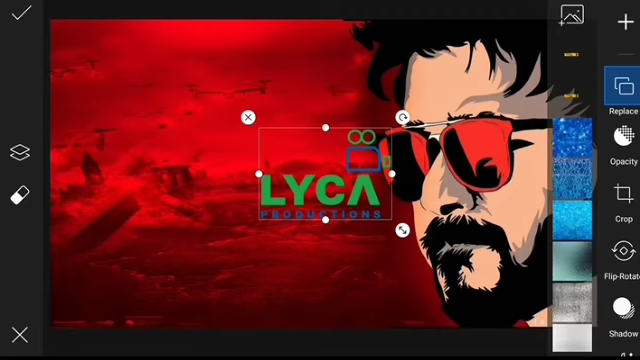 Replace
Opacity
LYCA
PRODUCTIONS
Crop
Flip-Rotate
Shadow